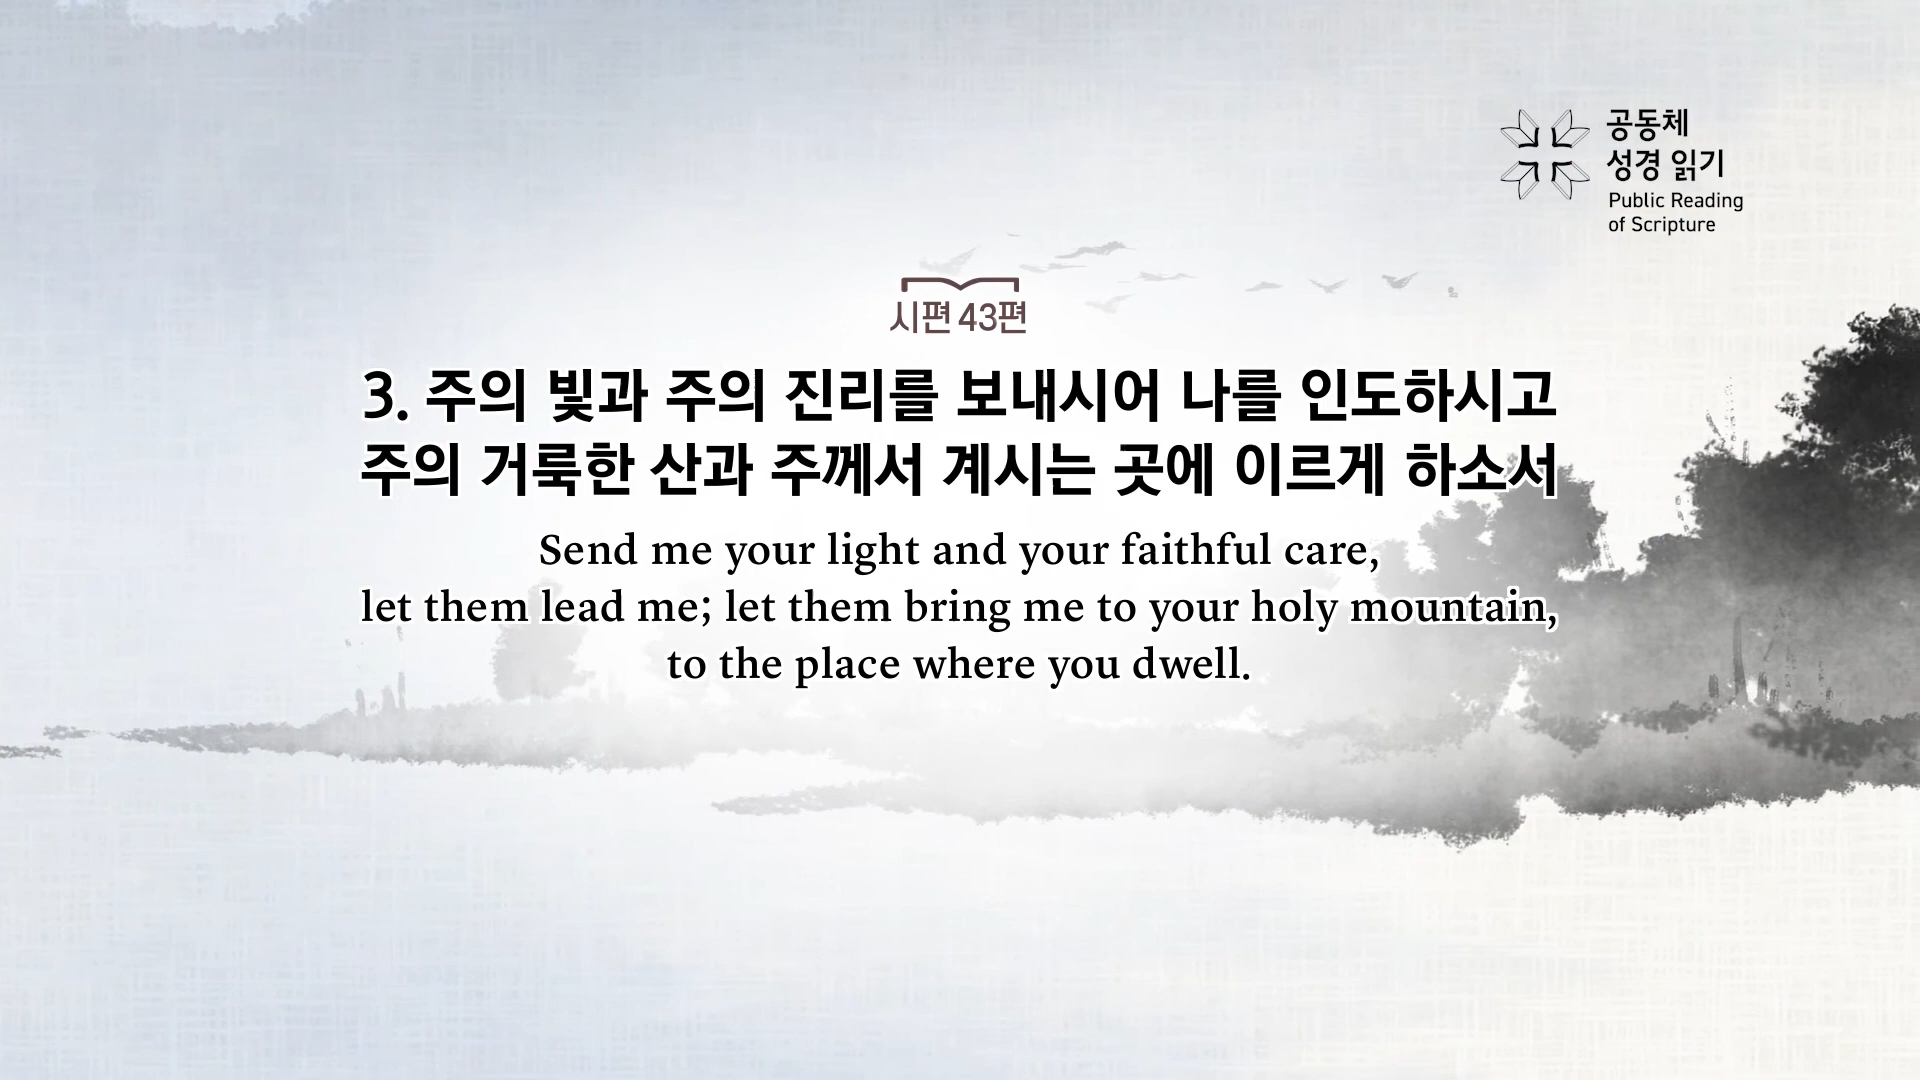 공동체
성경 읽기
Public Reading
of Scripture
시편 43편
3. 주의 빛과 주의 진리를 보내시어 나를 인도하시고
주의 거룩한 산과 주께서 계시는 곳에 이르게 하소서
Send me your light and your faithful care,
let them lead me; let them bring me to your holy mountain,
to the place where you dwell.